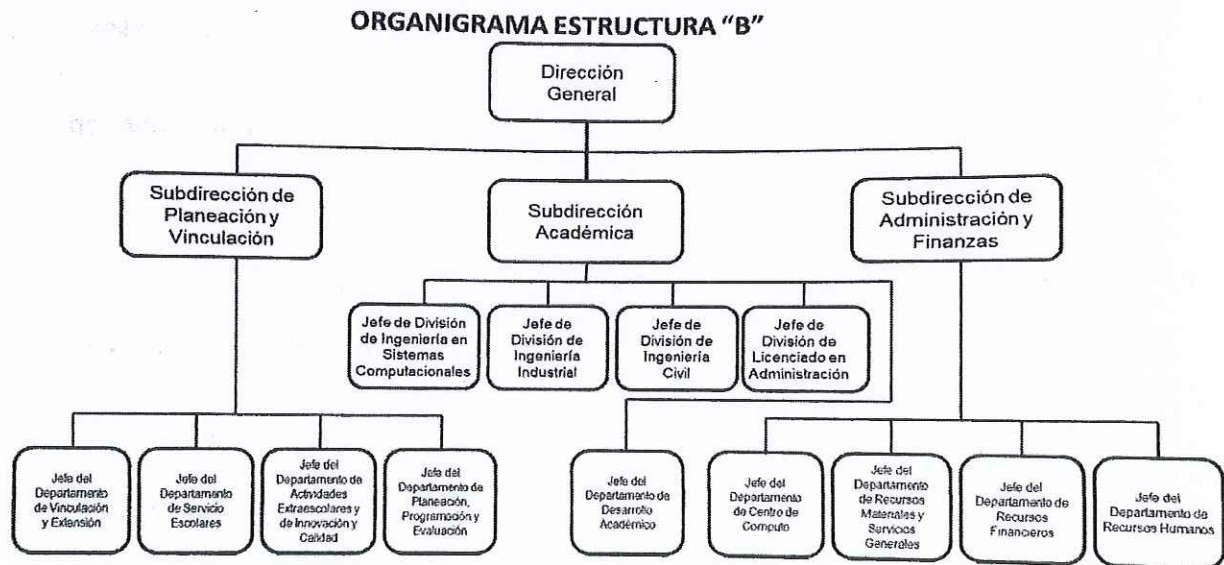 ORGANIGRAMA ESTRUCTURA “B”
Dirección
General
Subdirección de
Planeación y
Vinculación
Subdirección
Académica
Subdirección de
Administración y
Finanzas
Jefe de División
de Ingeniería en
Sistemas
Computacionales
Jefe de
División de
Ingeniería
Industrial
Jefe de
División de
Ingeniería
Civil
Jefe de
División de
Licenciado en
Administración
Jefe del
Departamento
de Vinculación
y Extensión
Jefe del
Departamento
de Servicio
Escolares
Jefe del
Departamento de
Actividades
Extraescolares y
de Innovación y
Calidad
Jefe del
Departamento de
Planeación,
Programación y
Evaluación
Jefe del
Departamento de
Desarrollo
Académico
Jefe del
Departamento
de Centro de
Computo
Jefe del
Departamento
de Recursos
Materiales y
Servicios
Generales
Jefe del
Departamento de
Recursos
Financieros
Jefe del
Departamento de
Recursos Humanos